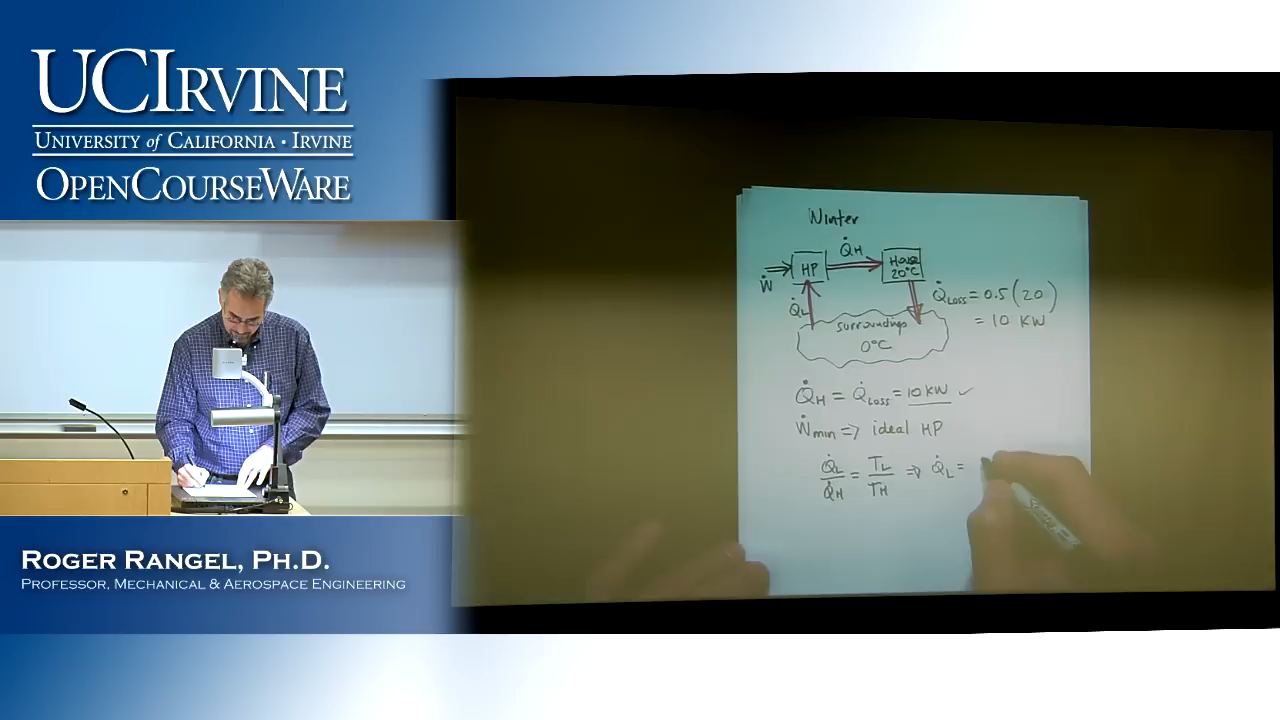 UCIRVINE
UNIVERSITY of CALIFORNIA · IRVINE
OPENCOURSEWARE
ROGER RANGEL, PH.D.
PROFESSOR, MECHANICAL & AEROSPACE ENGINEERING
Winter
Q̇H
HP
House
20°C
Ẇ
Q̇L
Q̇Loss = 0.5 (20)
= 10 KW
surroundings
0°C
Q̇H = Q̇Loss = 10 KW ✓
Ẇmin => ideal HP
Q̇L/Q̇H = TL/TH => Q̇L =